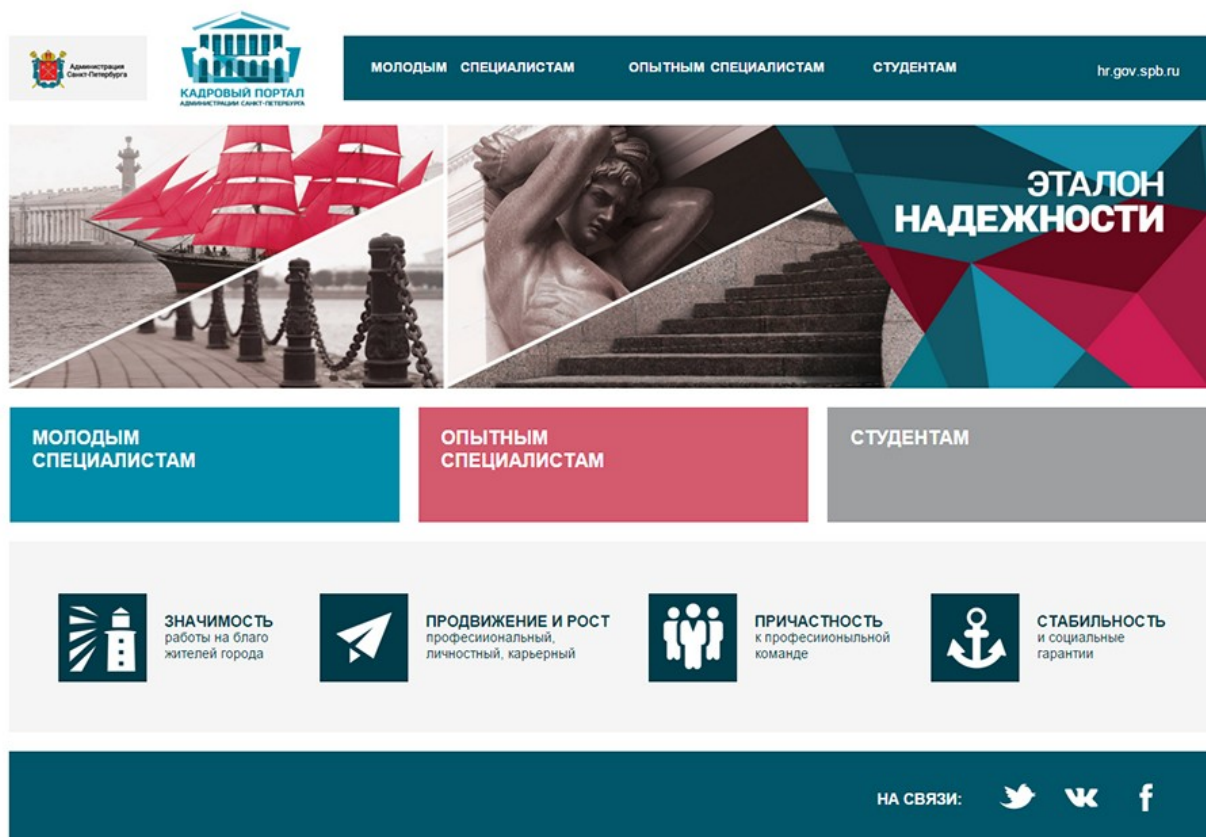 Администрация
Санкт-Петербурга
КАДРОВЫЙ ПОРТАЛ
АДМИНИСТРАЦИИ САНКТ-ПЕТЕРБУРГА
МОЛОДЫМ СПЕЦИАЛИСТАМ
ОПЫТНЫМ СПЕЦИАЛИСТАМ
СТУДЕНТАМ
hr.gov.spb.ru
ЭТАЛОН
НАДЕЖНОСТИ
МОЛОДЫМ
СПЕЦИАЛИСТАМ
ОПЫТНЫМ
СПЕЦИАЛИСТАМ
СТУДЕНТАМ
ЗНАЧИМОСТЬ
работы на благо
жителей города
ПРОДВИЖЕНИЕ И РОСТ
професиональный,
личностный, карьерный
ПРИЧАСТНОСТЬ
к професиионыльной
команде
СТАБИЛЬНОСТЬ
и социальные
гарантии
НА СВЯЗИ: